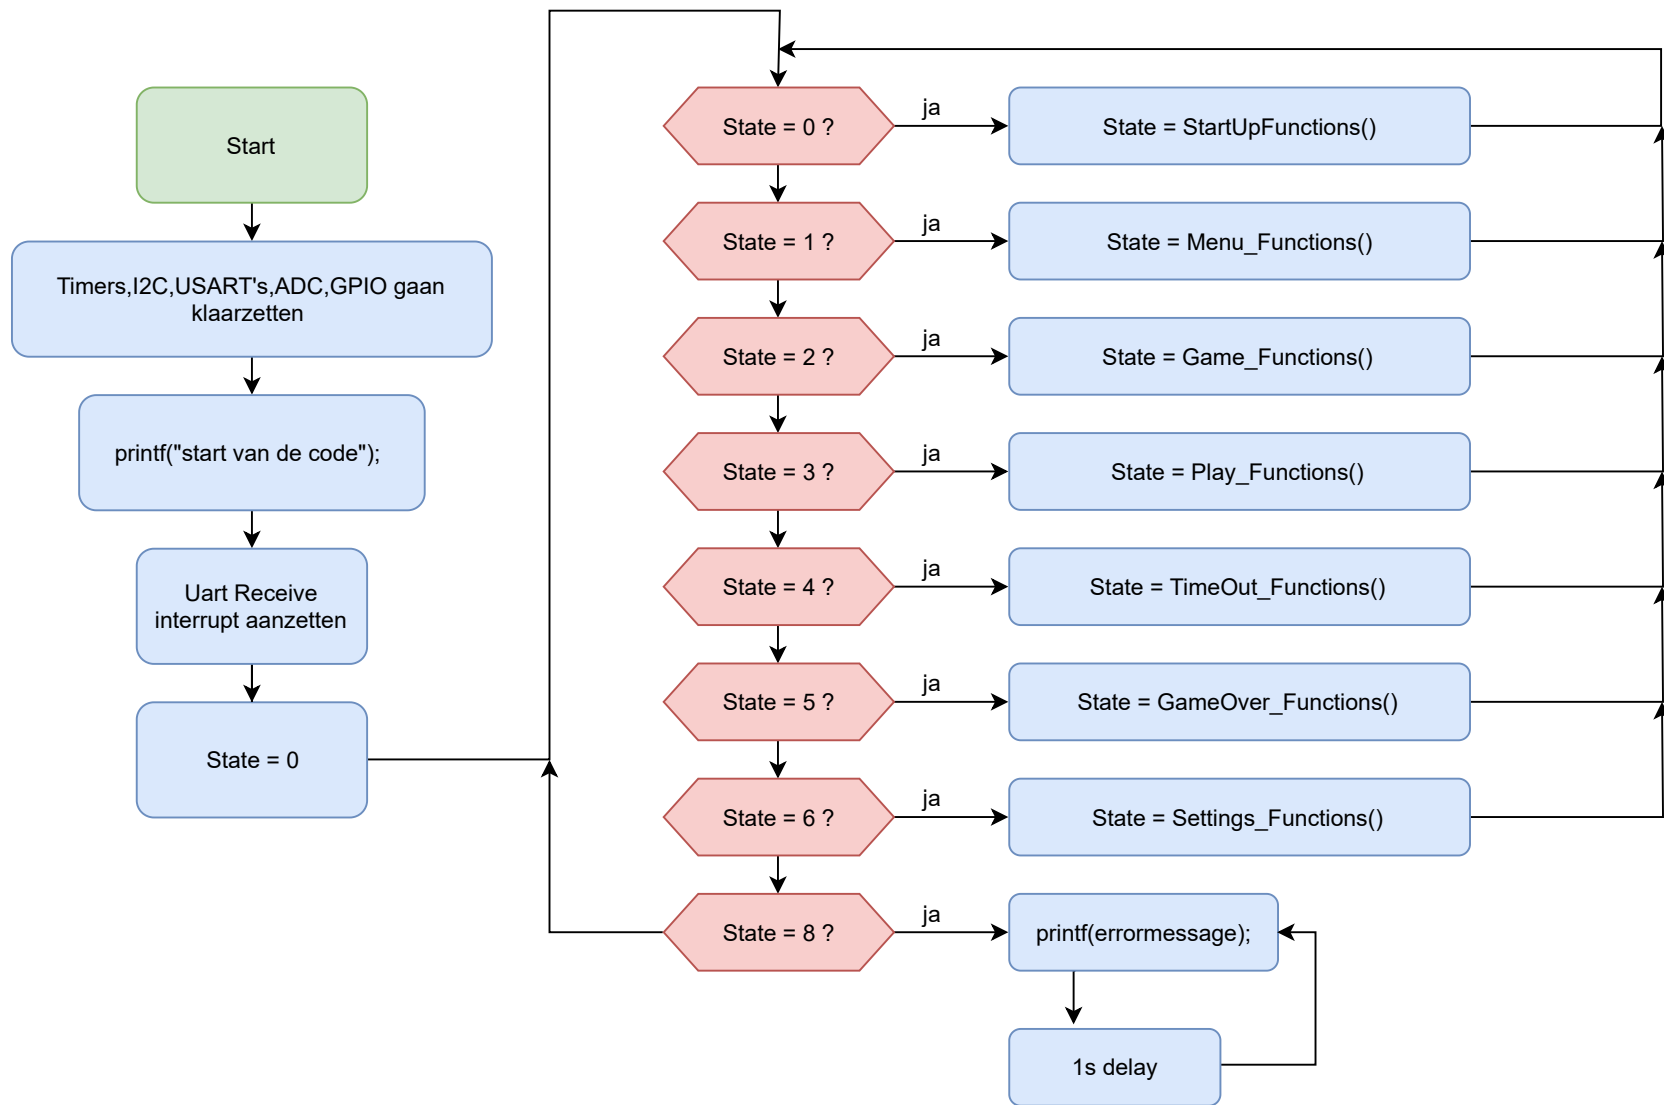 Start
Timers,I2C,USART's,ADC,GPIO gaan
klaarzetten
printf("start van de code");
Uart Receive
interrupt aanzetten
State = 0
State = 0 ?
ja
State = StartUpFunctions()
State = 1 ?
ja
State = Menu_Functions()
State = 2 ?
ja
State = Game_Functions()
State = 3 ?
ja
State = Play_Functions()
State = 4 ?
ja
State = TimeOut_Functions()
State = 5 ?
ja
State = GameOver_Functions()
State = 6 ?
ja
State = Settings_Functions()
State = 8 ?
ja
printf(errormessage);
1s delay